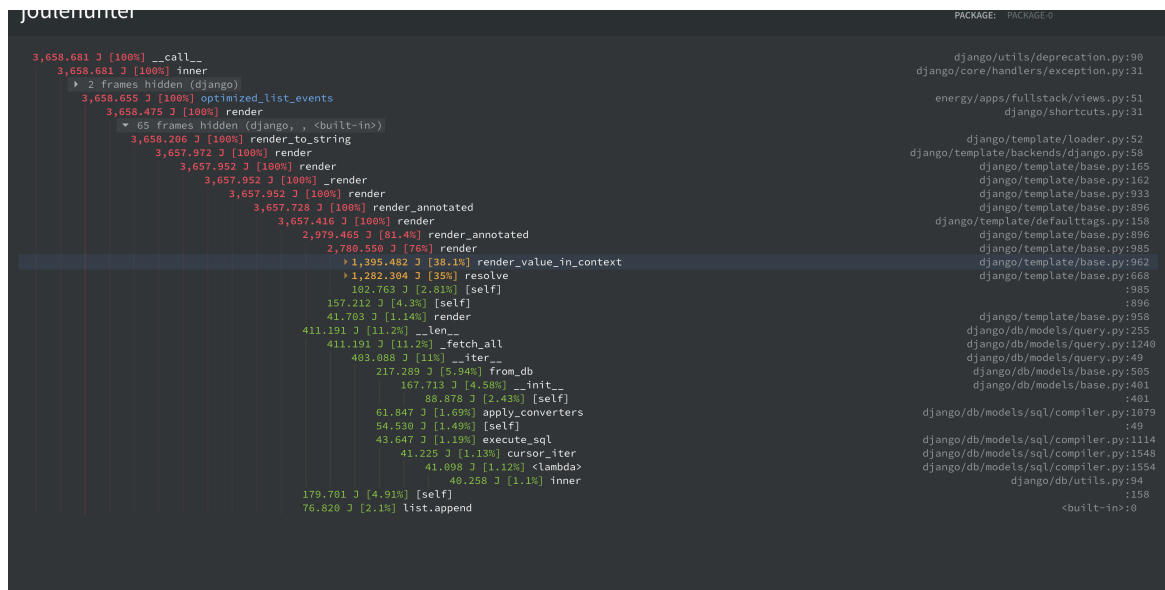 joulehunter
PACKAGE: PACKAGE-0
3,658.681 J [100%] __call__ django/utils/deprecation.py:90
3,658.681 J [100%] inner django/core/handlers/exception.py:31
2 frames hidden (django)
3,658.655 J [100%] optimized_list_events energy/apps/fullstack/views.py:51
3,658.475 J [100%] render django/shortcuts.py:31
65 frames hidden (django, , <built-in>)
3,658.206 J [100%] render_to_string django/template/loader.py:52
3,657.972 J [100%] render django/template/backends/django.py:58
3,657.952 J [100%] render django/template/base.py:165
3,657.952 J [100%] _render django/template/base.py:162
3,657.952 J [100%] render django/template/base.py:933
3,657.728 J [100%] render_annotated django/template/base.py:896
3,657.416 J [100%] render django/template/defaulttags.py:158
2,979.465 J [81.4%] render_annotated django/template/base.py:896
2,780.550 J [76%] render django/template/base.py:985
1,395.482 J [38.1%] render_value_in_context django/template/base.py:962
1,282.304 J [35%] resolve django/template/base.py:668
102.763 J [2.81%] [self] :985
157.212 J [4.3%] [self] :896
41.703 J [1.14%] render django/template/base.py:958
411.191 J [11.2%] __len__ django/db/models/query.py:255
411.191 J [11.2%] _fetch_all django/db/models/query.py:1240
403.088 J [11%] __iter__ django/db/models/query.py:49
217.289 J [5.94%] from_db django/db/models/base.py:505
167.713 J [4.58%] __init__ django/db/models/base.py:401
88.878 J [2.43%] [self] :401
61.847 J [1.69%] apply_converters django/db/models/sql/compiler.py:1079
54.530 J [1.49%] [self] :49
43.647 J [1.19%] execute_sql django/db/models/sql/compiler.py:1114
41.225 J [1.13%] cursor_iter django/db/models/sql/compiler.py:1548
41.098 J [1.12%] <lambda> django/db/models/sql/compiler.py:1554
40.258 J [1.1%] inner django/db/utils.py:94
179.701 J [4.91%] [self] :158
76.820 J [2.1%] list.append <built-in>:0